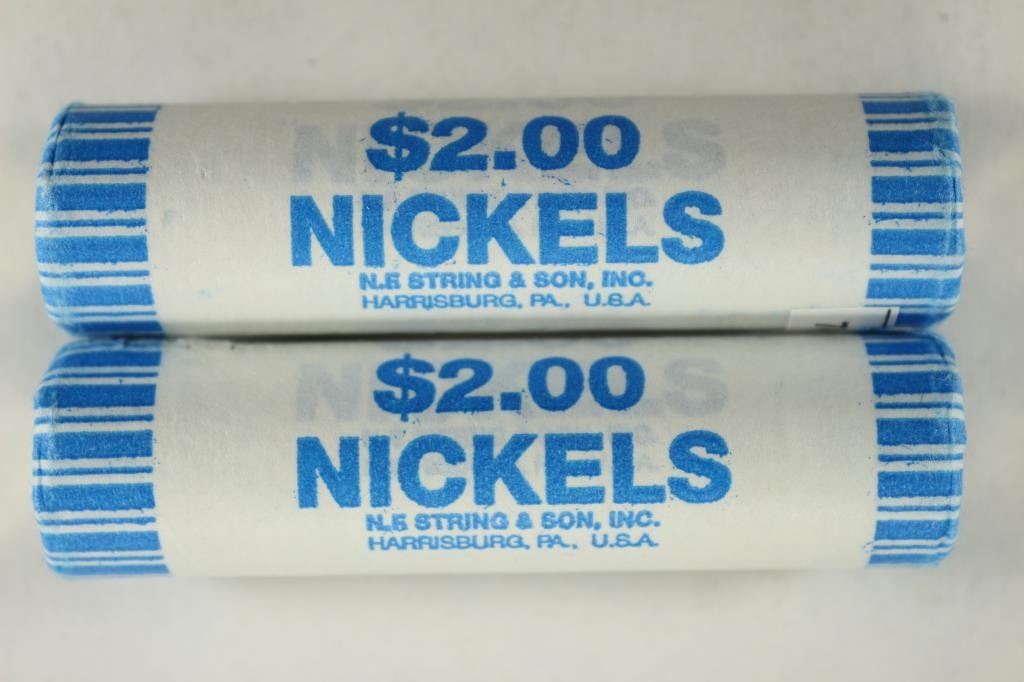 $2.00
NICKELS
N.F. STRING & SON, INC.
HARRISBURG, PA., U.S.A.
$2.00
NICKELS
N.F. STRING & SON, INC.
HARRISBURG, PA., U.S.A.